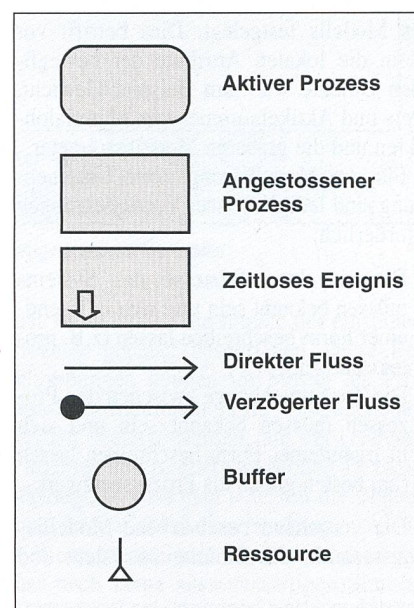 Aktiver Prozess
Angestossener
Prozess
Zeitloses Ereignis
Direkter Fluss
Verzögerter Fluss
Buffer
Ressource